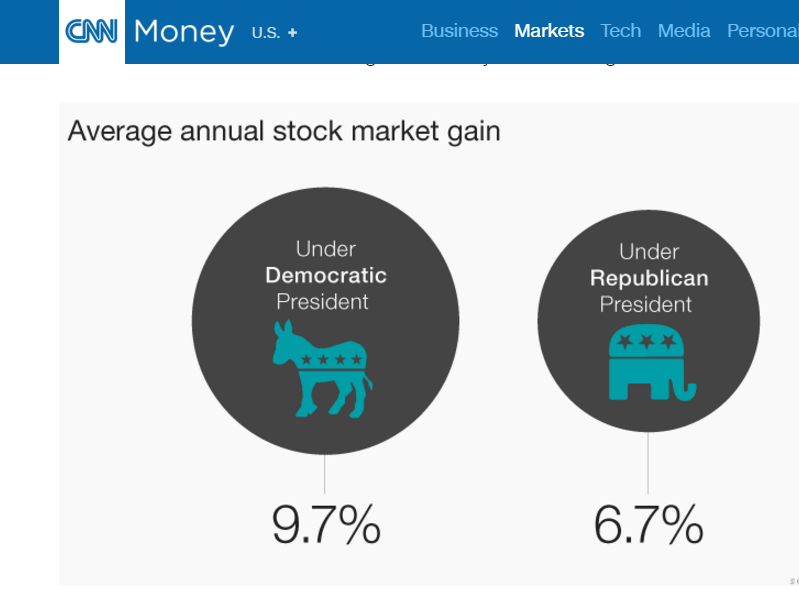 CNN Money U.S. + Business Markets Tech Media Personal
Average annual stock market gain
Under
Democratic
President
9.7%
Under
Republican
President
6.7%